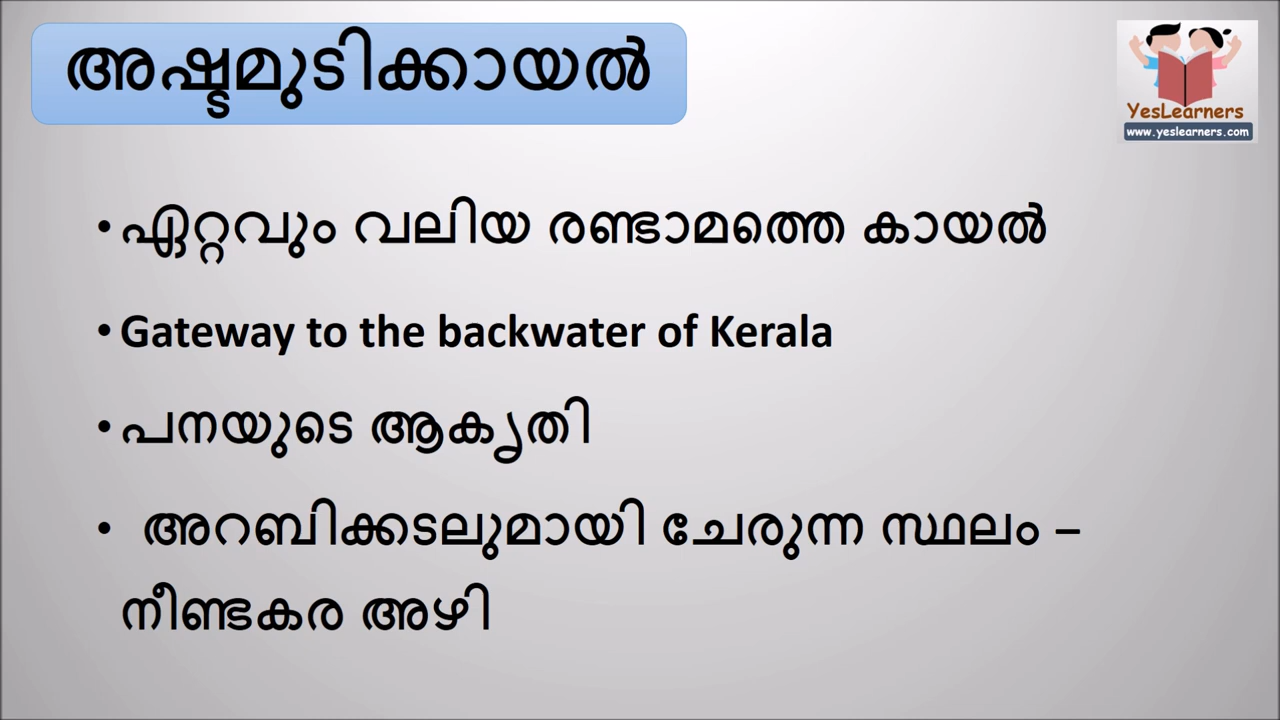 അഷ്ടമുടിക്കായൽ
YesLearners
www.yeslearners.com
•ഏറ്റവും വലിയ രണ്ടാമത്തെ കായൽ
•Gateway to the backwater of Kerala
•പനയുടെ ആകൃതി
• അറബിക്കടലുമായി ചേരുന്ന സ്ഥലം –
നീണ്ടകര അഴി